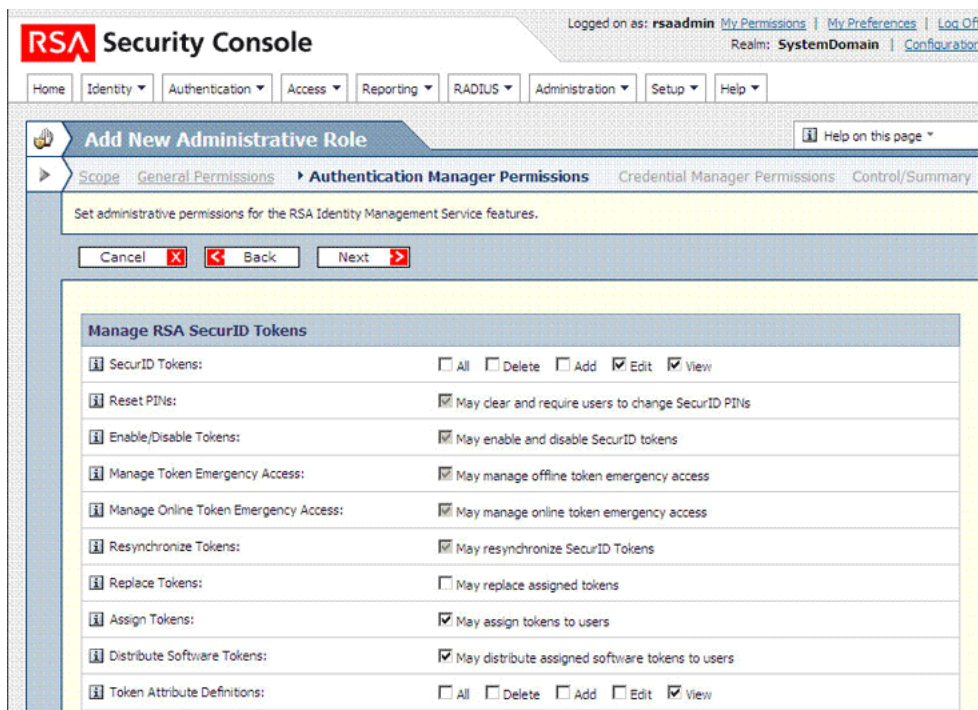 Logged on as: rsaadmin My Permissions | My Preferences | Log Of
RSA Security Console
Realm: SystemDomain | Configuration
Home Identity Authentication Access Reporting RADIUS Administration Setup Help
Add New Administrative Role
Help on this page
Scope General Permissions Authentication Manager Permissions Credential Manager Permissions Control/Summary
Set administrative permissions for the RSA Identity Management Service features.
Cancel X Back Next
Manage RSA SecurID Tokens
SecurID Tokens: All Delete Add Edit View
Reset PINs: May clear and require users to change SecurID PINs
Enable/Disable Tokens: May enable and disable SecurID tokens
Manage Token Emergency Access: May manage offline token emergency access
Manage Online Token Emergency Access: May manage online token emergency access
Resynchronize Tokens: May resynchronize SecurID Tokens
Replace Tokens: May replace assigned tokens
Assign Tokens: May assign tokens to users
Distribute Software Tokens: May distribute assigned software tokens to users
Token Attribute Definitions: All Delete Add Edit View